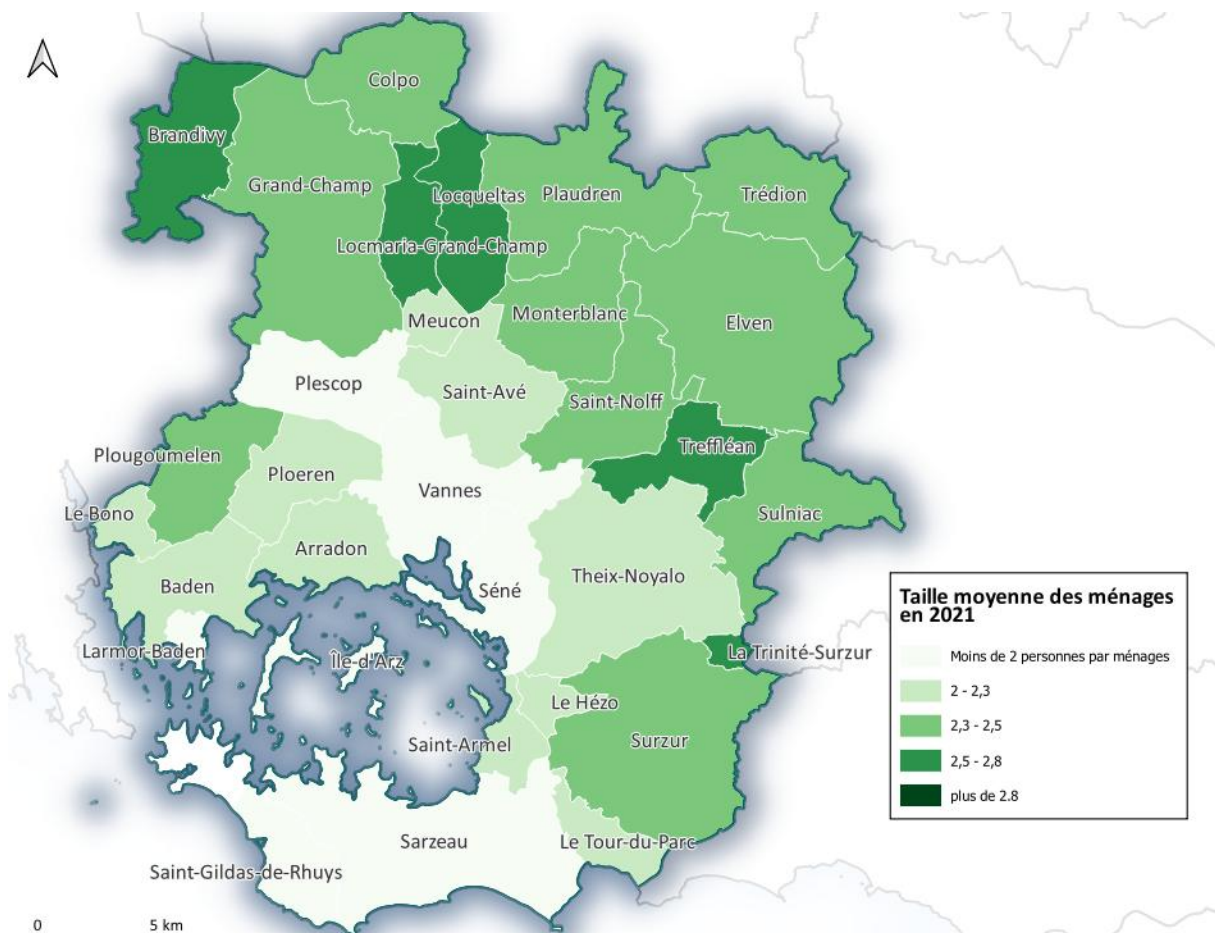 Colpo
Brandivy
Grand-Champ
Locqueltas
Plaudren
Trédion
Locmaria-Grand-Champ
Meucon
Monterblanc
Elven
Plescop
Saint-Avé
Saint-Nolff
Treffléan
Plougoumelen
Ploeren
Vannes
Le Bono
Sulniac
Arradon
Baden
Séné
Theix-Noyalo
Larmor-Baden
Île-d'Arz
La Trinité-Surzur
Le Hézo
Saint-Armel
Surzur
Sarzeau
Le Tour-du-Parc
Saint-Gildas-de-Rhuys
0 5 km
Taille moyenne des ménages
en 2021
Moins de 2 personnes par ménages
2 - 2,3
2,3 - 2,5
2,5 - 2,8
plus de 2.8